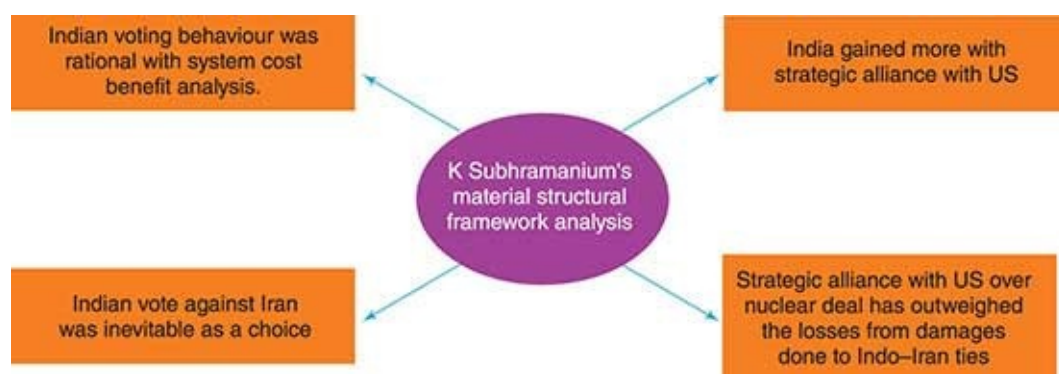 Indian voting behaviour was
rational with system cost
benefit analysis.
India gained more with
strategic alliance with US
K Subhramanium's
material structural
framework analysis
Indian vote against Iran
was inevitable as a choice
Strategic alliance with US over
nuclear deal has outweighed
the losses from damages
done to Indo–Iran ties